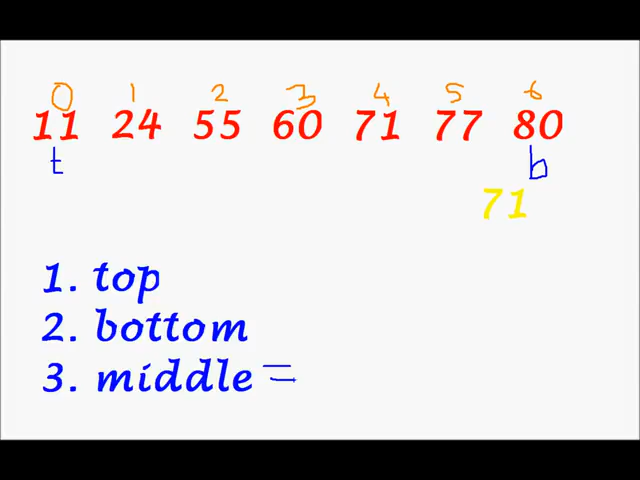 0 1 2 3 4 5 6
11 24 55 60 71 77 80
t b
71
1. top
2. bottom
3. middle =